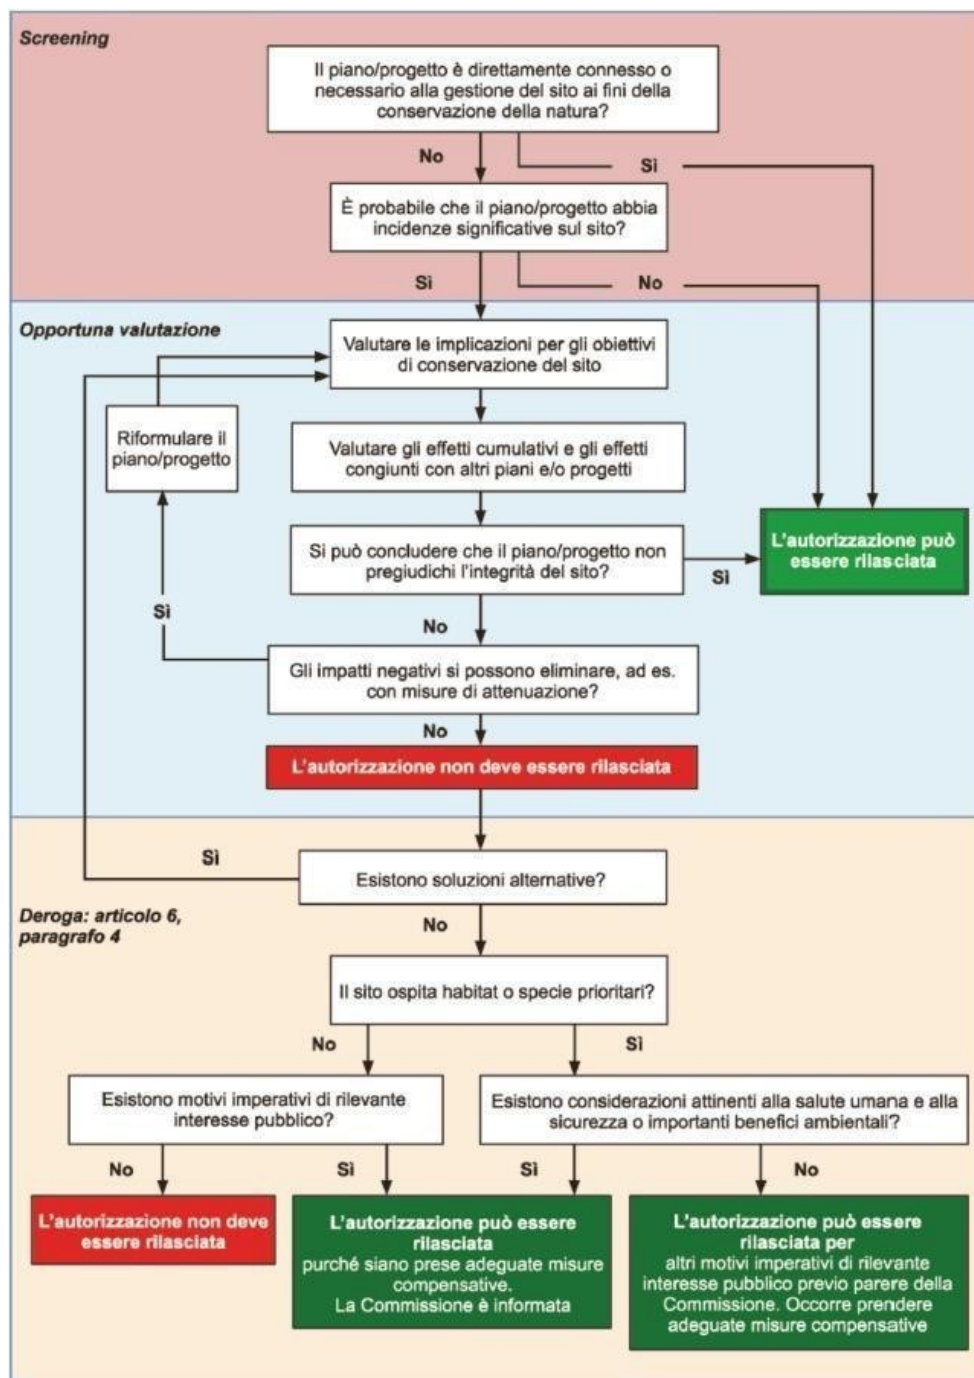 Screening
Il piano/progetto è direttamente connesso o
necessario alla gestione del sito ai fini della
conservazione della natura?
No
Sì
È probabile che il piano/progetto abbia
incidenze significative sul sito?
Sì
No
Opportuna valutazione
Valutare le implicazioni per gli obiettivi
di conservazione del sito
Riformulare il
piano/progetto
Valutare gli effetti cumulativi e gli effetti
congiunti con altri piani e/o progetti
Si può concludere che il piano/progetto non
pregiudichi l'integrità del sito?
Sì
L'autorizzazione può
essere rilasciata
Sì
No
Gli impatti negativi si possono eliminare, ad es.
con misure di attenuazione?
No
L'autorizzazione non deve essere rilasciata
Sì
Esistono soluzioni alternative?
Deroga: articolo 6,
paragrafo 4
No
Il sito ospita habitat o specie prioritari?
No
Sì
Esistono motivi imperativi di rilevante
interesse pubblico?
Esistono considerazioni attinenti alla salute umana e alla
sicurezza o importanti benefici ambientali?
No
Sì
Sì
No
L'autorizzazione non deve
essere rilasciata
L'autorizzazione può essere
rilasciata
purché siano prese adeguate misure
compensative.
La Commissione è informata
L'autorizzazione può essere
rilasciata per
altri motivi imperativi di rilevante
interesse pubblico previo parere della
Commissione. Occorre prendere
adeguate misure compensative